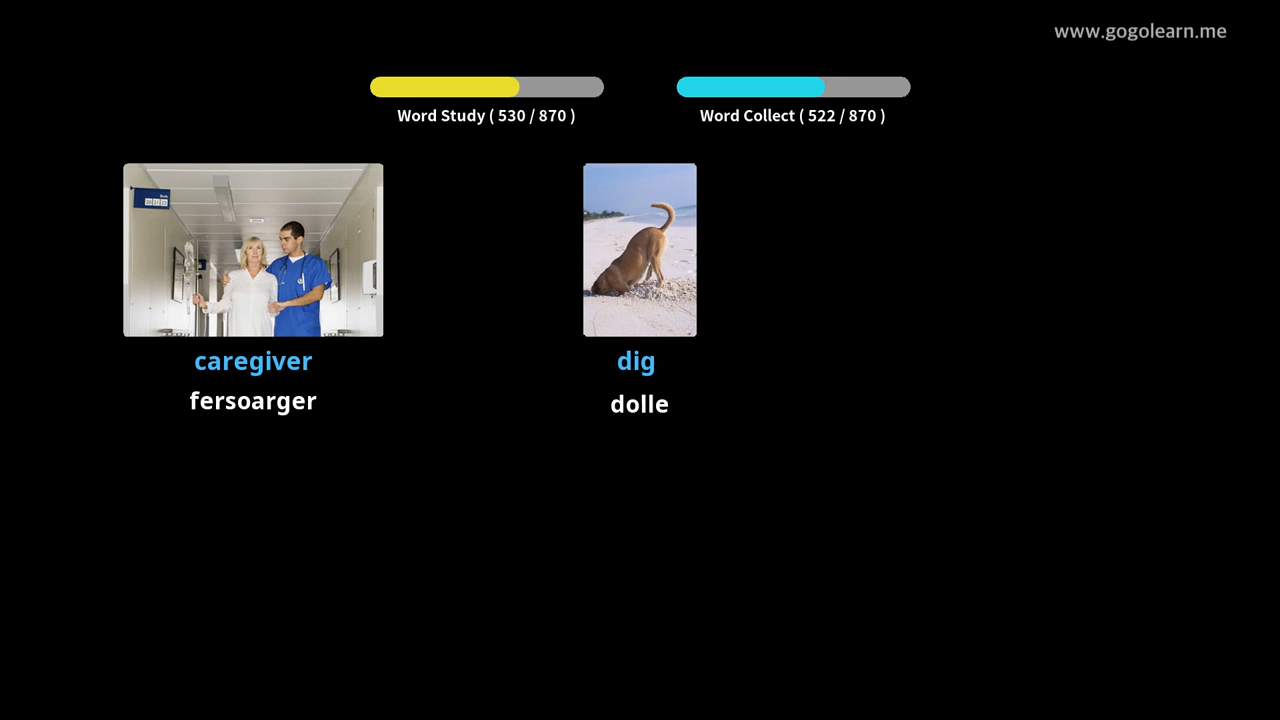 www.gogolearn.me
Word Study ( 530 / 870 )
Word Collect ( 522 / 870 )
caregiver
fersoarger
dig
dolle